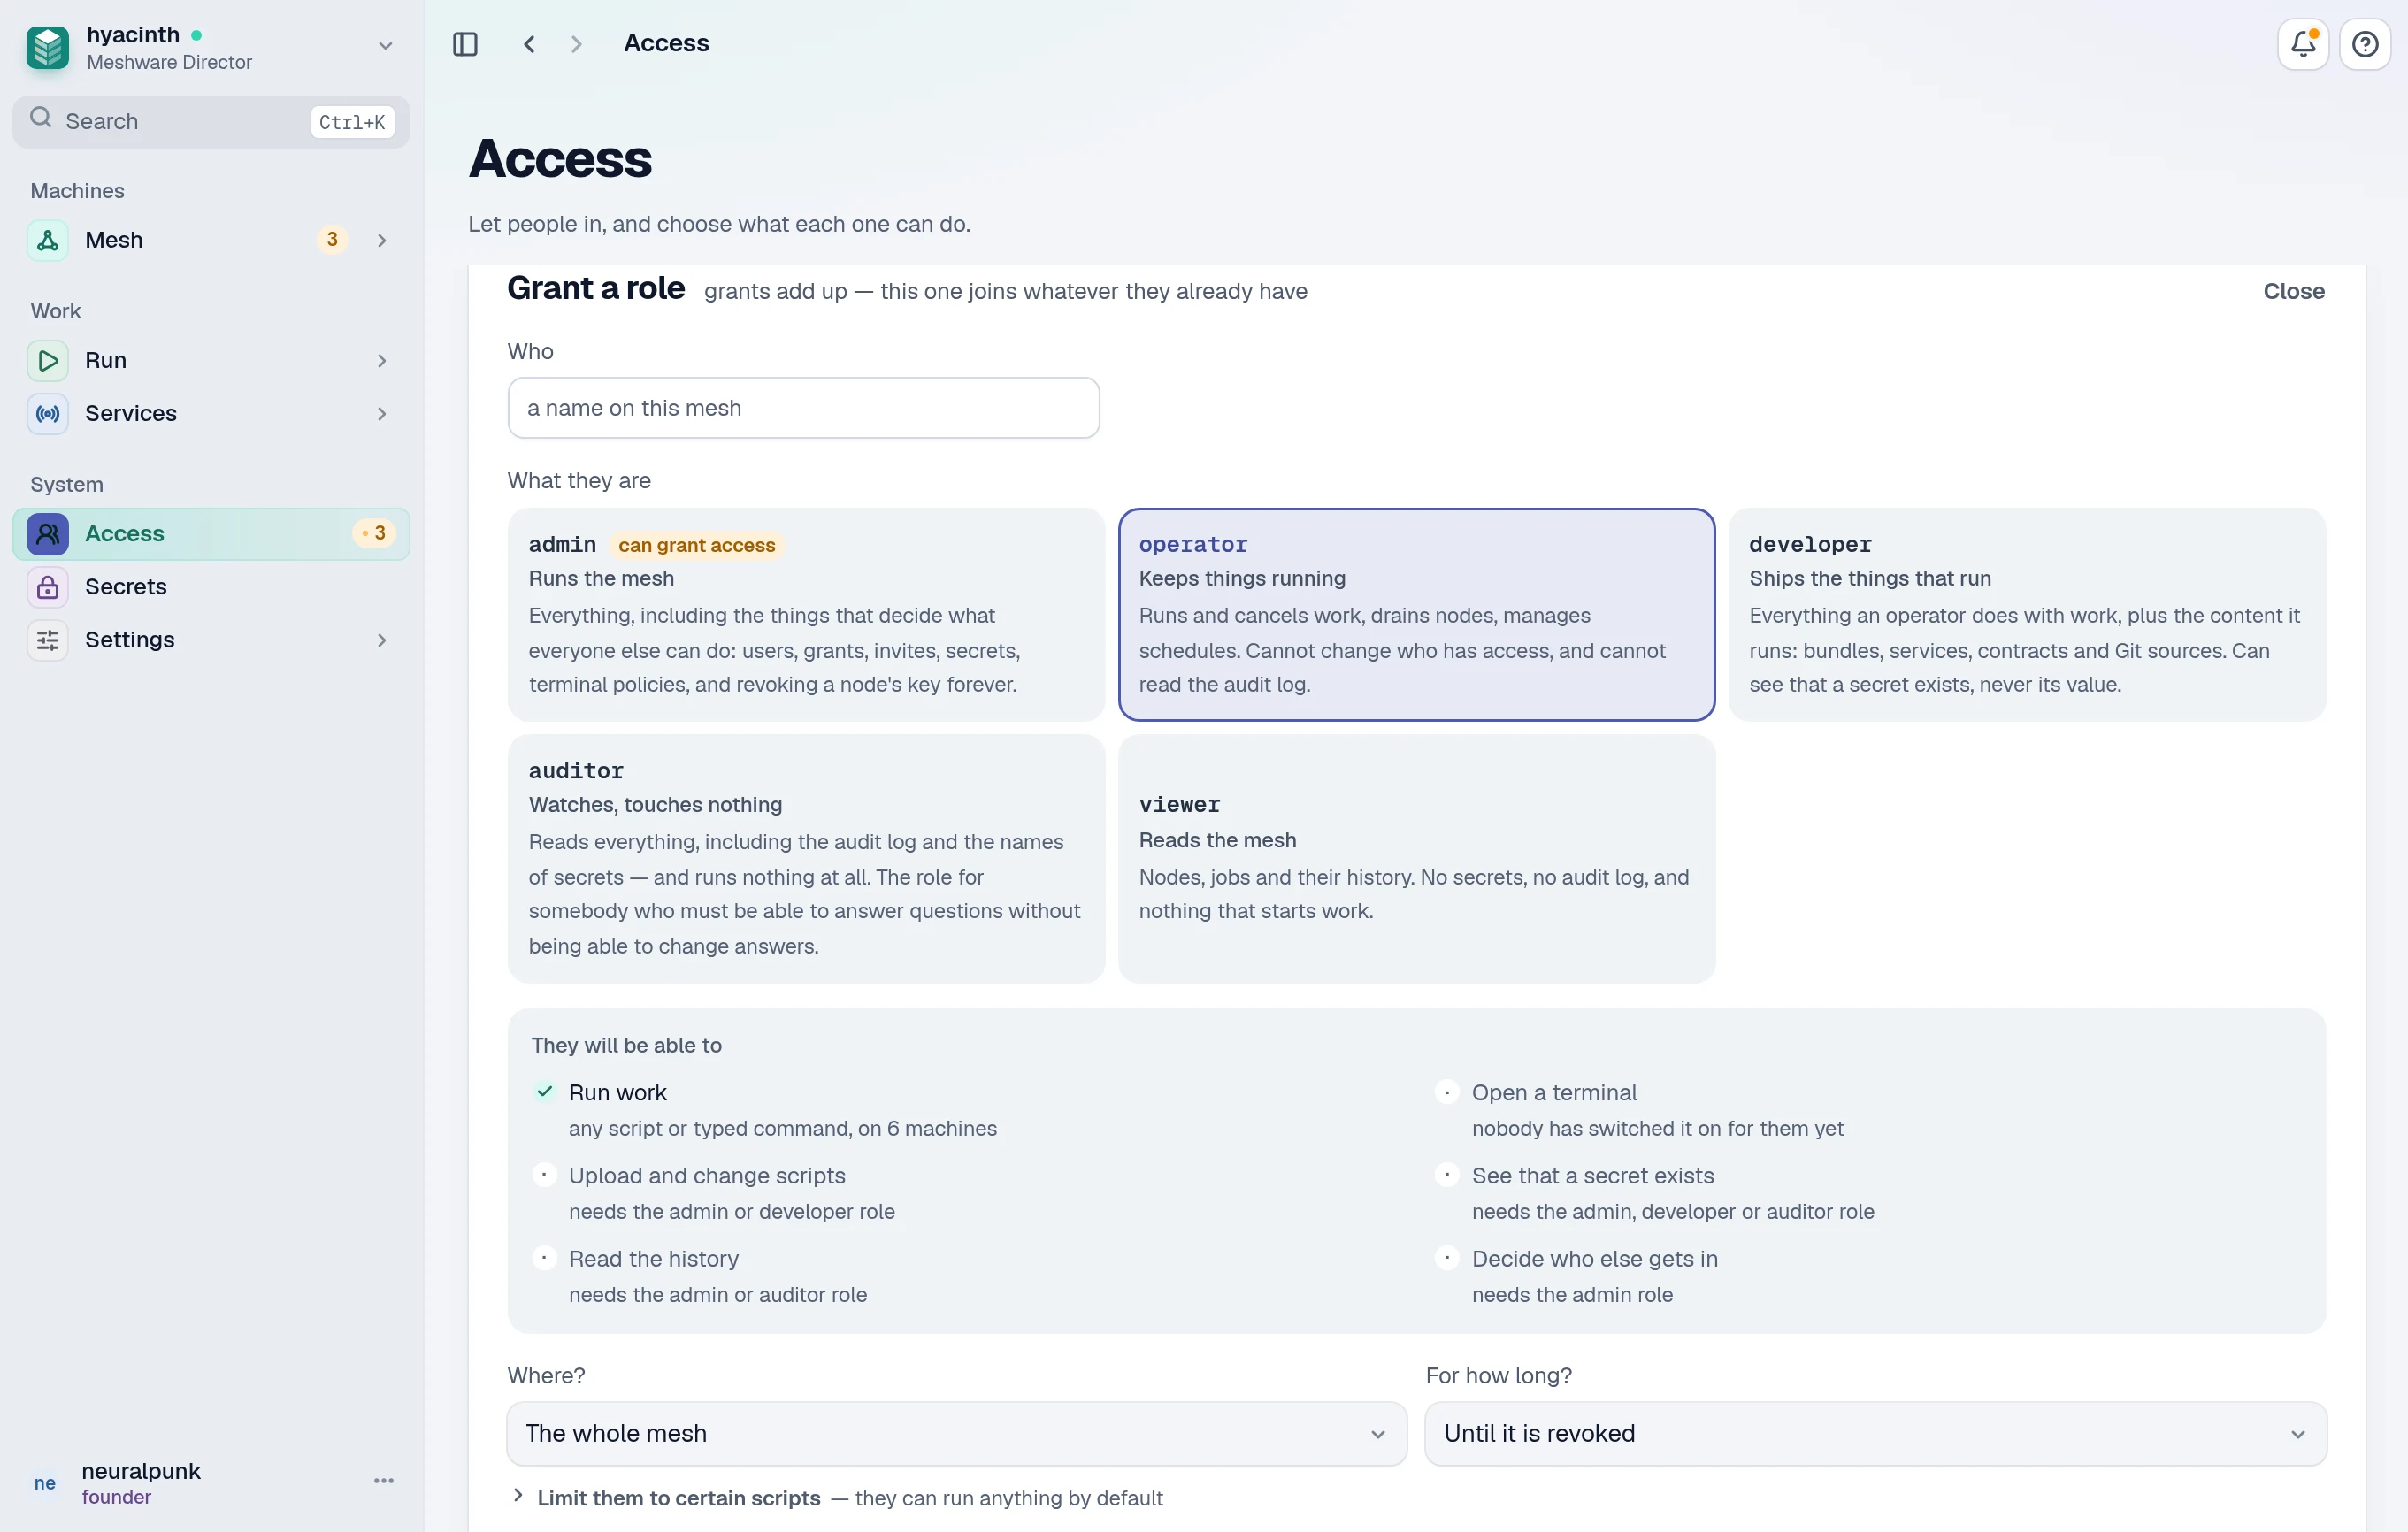 hyacinth
Meshware Director
Search
Ctrl+K
Machines
Mesh
3
Work
Run
Services
System
Access
3
Secrets
Settings
ne
neuralpunk
founder
Access
Access
Let people in, and choose what each one can do.
Grant a role grants add up — this one joins whatever they already have
Close
Who
a name on this mesh
What they are
admin can grant access
Runs the mesh
Everything, including the things that decide what
everyone else can do: users, grants, invites, secrets,
terminal policies, and revoking a node's key forever.
operator
Keeps things running
Runs and cancels work, drains nodes, manages
schedules. Cannot change who has access, and cannot
read the audit log.
developer
Ships the things that run
Everything an operator does with work, plus the content it
runs: bundles, services, contracts and Git sources. Can
see that a secret exists, never its value.
auditor
Watches, touches nothing
Reads everything, including the audit log and the names
of secrets — and runs nothing at all. The role for
somebody who must be able to answer questions without
being able to change answers.
viewer
Reads the mesh
Nodes, jobs and their history. No secrets, no audit log, and
nothing that starts work.
They will be able to
Run work
any script or typed command, on 6 machines
Open a terminal
nobody has switched it on for them yet
Upload and change scripts
needs the admin or developer role
See that a secret exists
needs the admin, developer or auditor role
Read the history
needs the admin or auditor role
Decide who else gets in
needs the admin role
Where?
The whole mesh
For how long?
Until it is revoked
Limit them to certain scripts — they can run anything by default